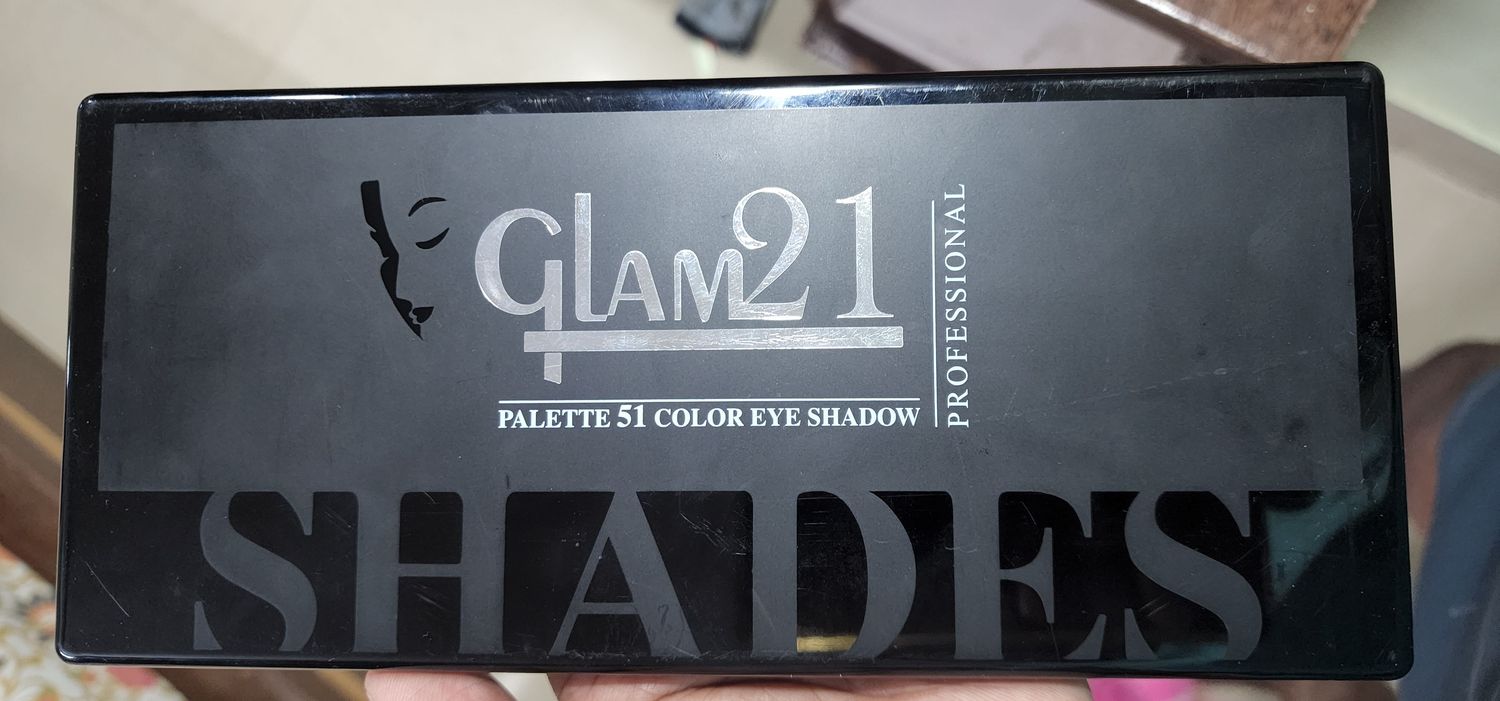 GLAM21
PROFESSIONAL
PALETTE 51 COLOR EYE SHADOW
SHADES